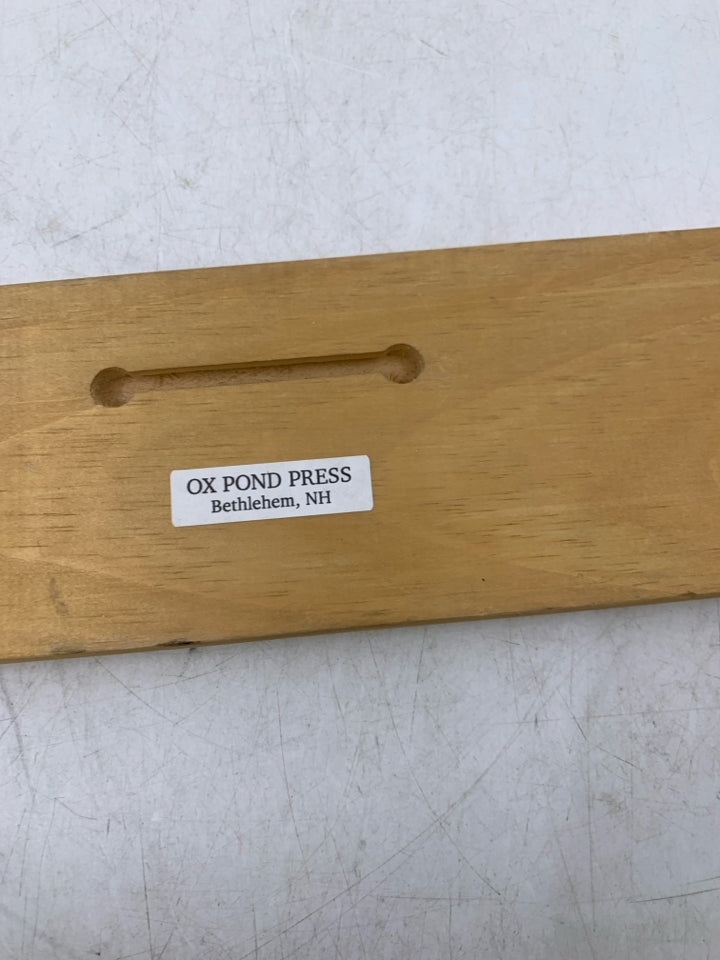 OX POND PRESS
Bethlehem, NH